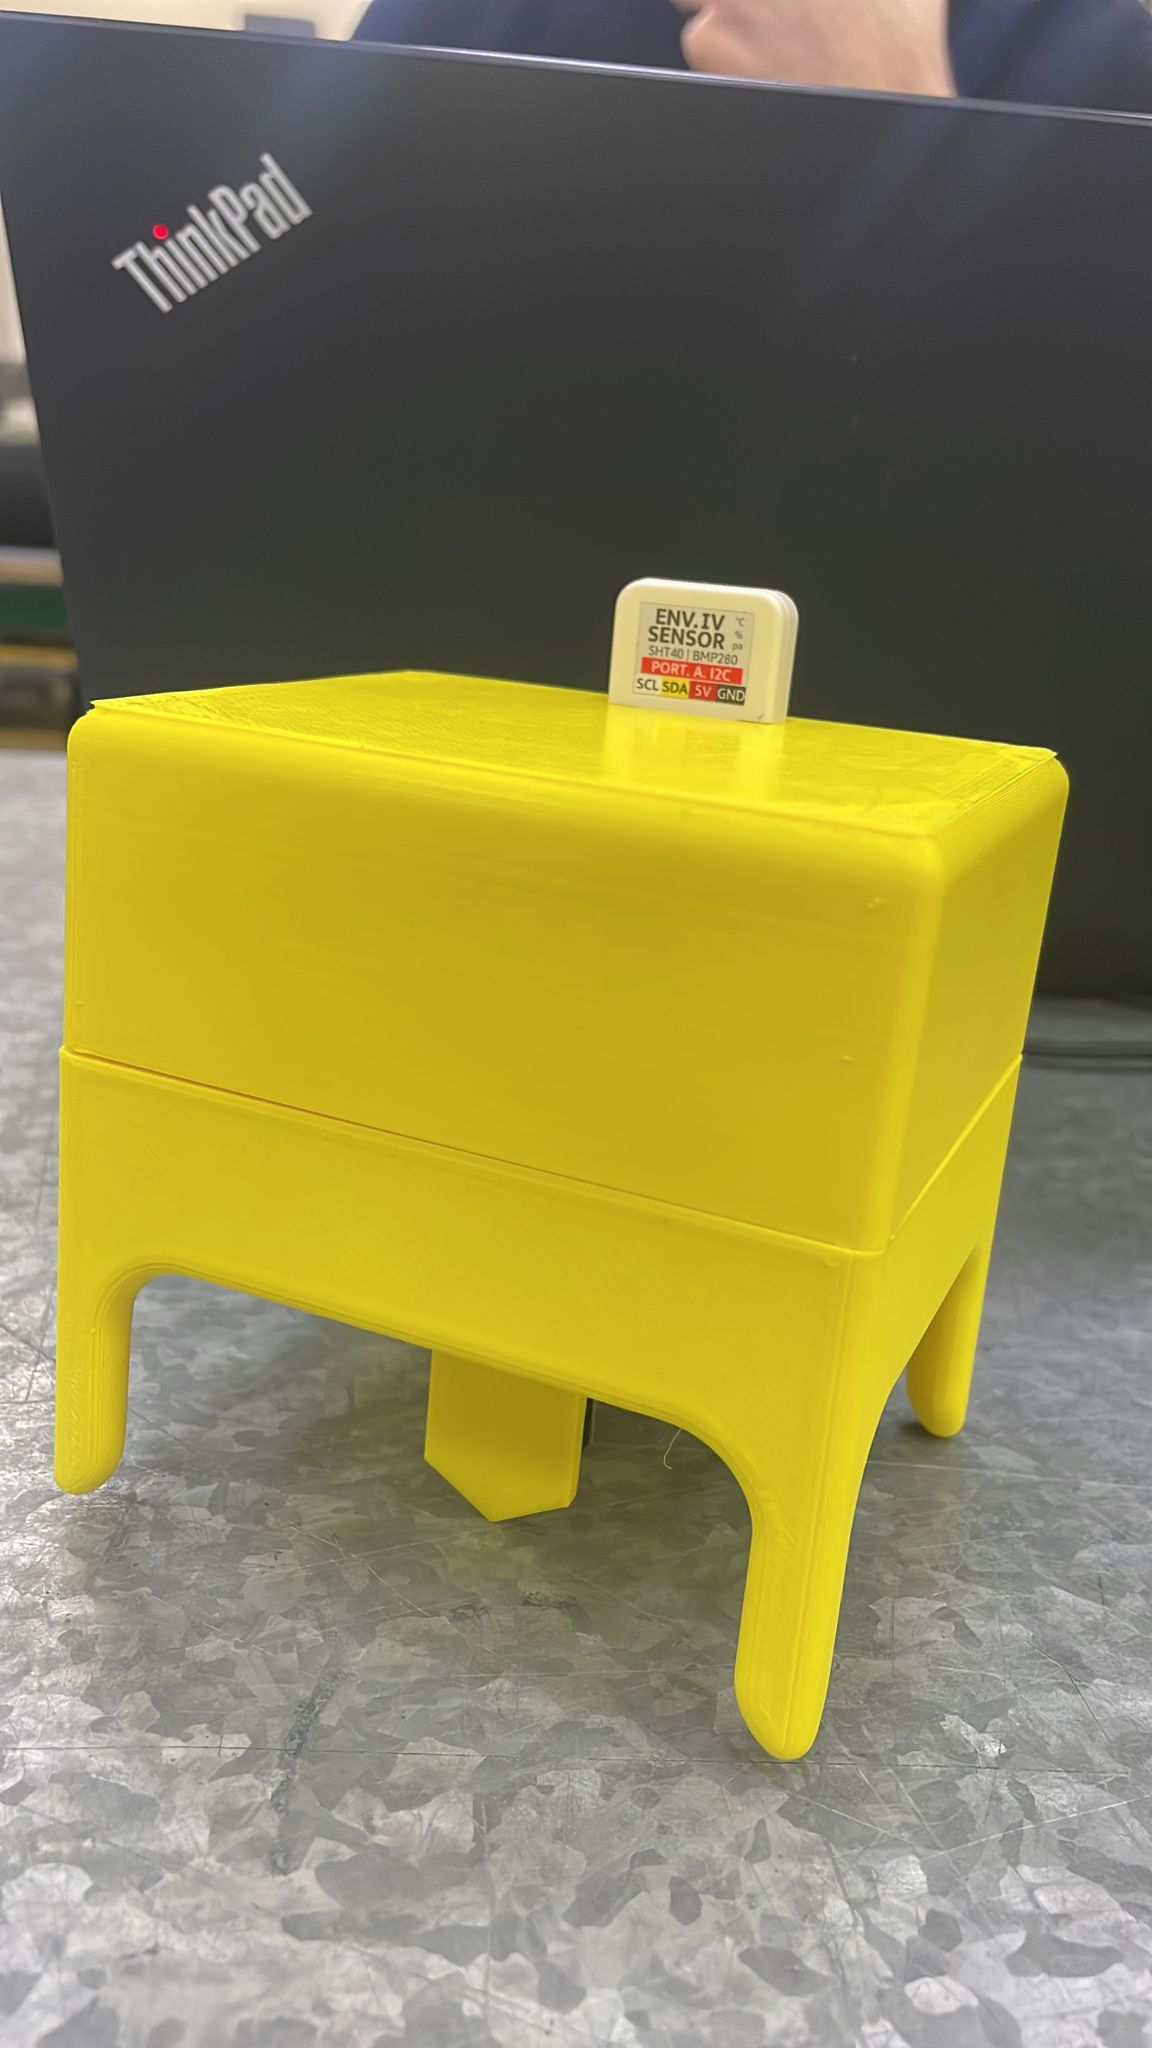 ThinkPad
ENV.IV °C
SENSOR %
SHT40 | BMP280 pa
PORT. A. I2C
SCL SDA 5V GND